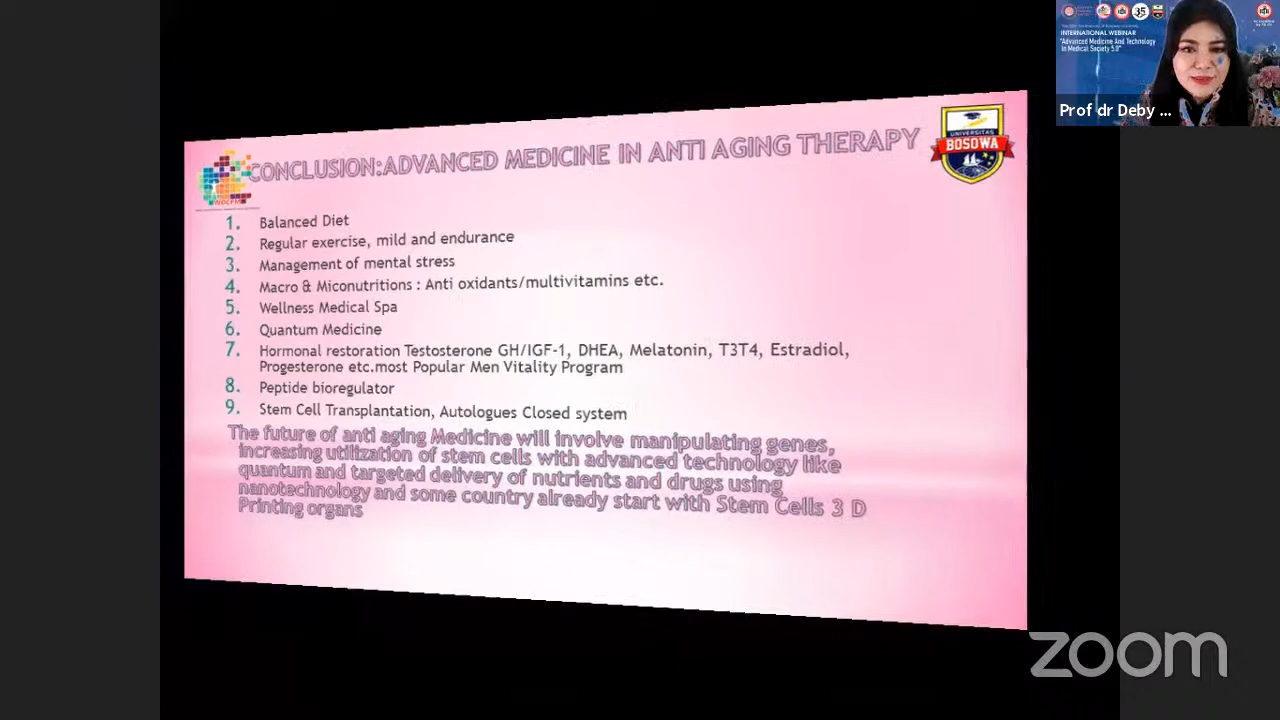 INTERNATIONAL WEBINAR
"Advanced Medicine And Technology
in Medical Society 5.0"
35
Prof dr Deby ...
CONCLUSION:ADVANCED MEDICINE IN ANTI AGING THERAPY
UNIVERSITAS
BOSOWA
WOCPM
1. Balanced Diet
2. Regular exercise, mild and endurance
3. Management of mental stress
4. Macro & Miconutritions : Anti oxidants/multivitamins etc.
5. Wellness Medical Spa
6. Quantum Medicine
7. Hormonal restoration Testosterone GH/IGF-1, DHEA, Melatonin, T3T4, Estradiol,
Progesterone etc.most Popular Men Vitality Program
8. Peptide bioregulator
9. Stem Cell Transplantation, Autologues Closed system
The future of anti aging Medicine will involve manipulating genes,
increasing utilization of stem cells with advanced technology like
quantum and targeted delivery of nutrients and drugs using
nanotechnology and some country already start with Stem Cells 3 D
Printing organs
zoom